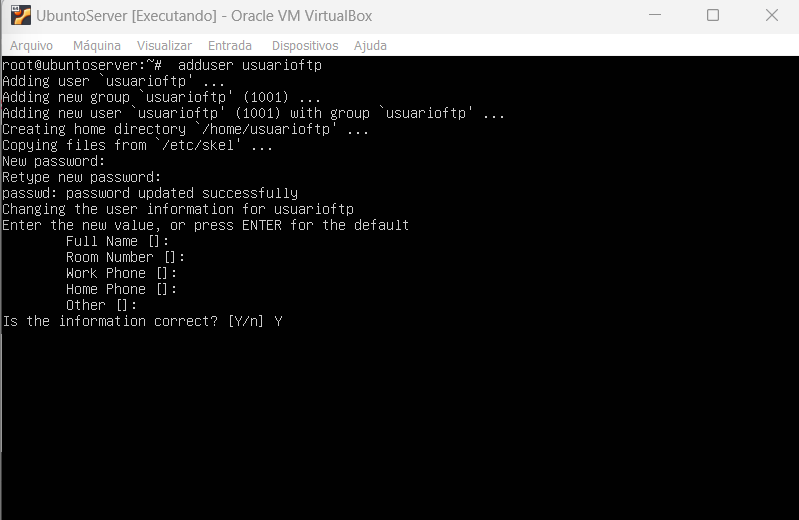 UbuntoServer [Executando] - Oracle VM VirtualBox
Arquivo Máquina Visualizar Entrada Dispositivos Ajuda
root@ubuntoserver:~#  adduser usuarioftp
Adding user `usuarioftp' ...
Adding new group `usuarioftp' (1001) ...
Adding new user `usuarioftp' (1001) with group `usuarioftp' ...
Creating home directory `/home/usuarioftp' ...
Copying files from `/etc/skel' ...
New password:
Retype new password:
passwd: password updated successfully
Changing the user information for usuarioftp
Enter the new value, or press ENTER for the default
        Full Name []:
        Room Number []:
        Work Phone []:
        Home Phone []:
        Other []:
Is the information correct? [Y/n] Y